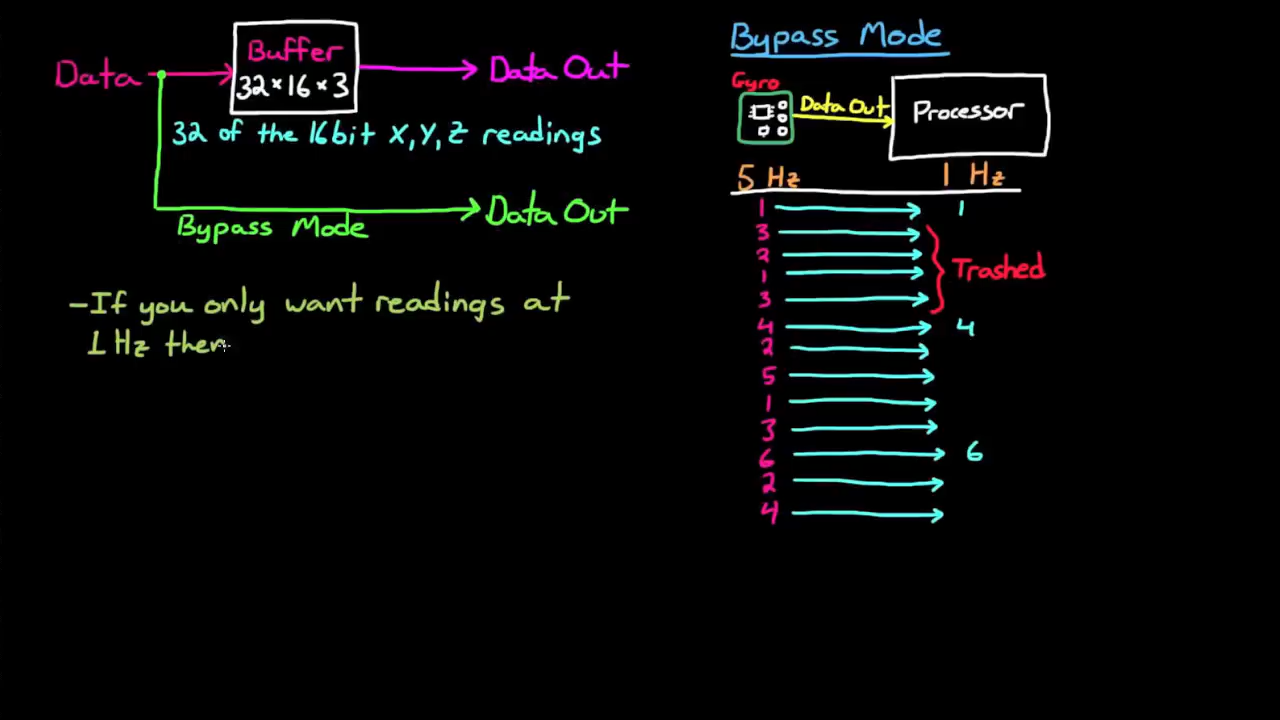 Data
Buffer
32×16×3
Data Out
32 of the 16bit X,Y,Z readings
Bypass Mode
Data Out
-If you only want readings at
1 Hz then
Bypass Mode
Gyro
Data Out
Processor
5 Hz 1 Hz
1 1
3
2
1
3
Trashed
4 4
2
5
1
3
6 6
2
4